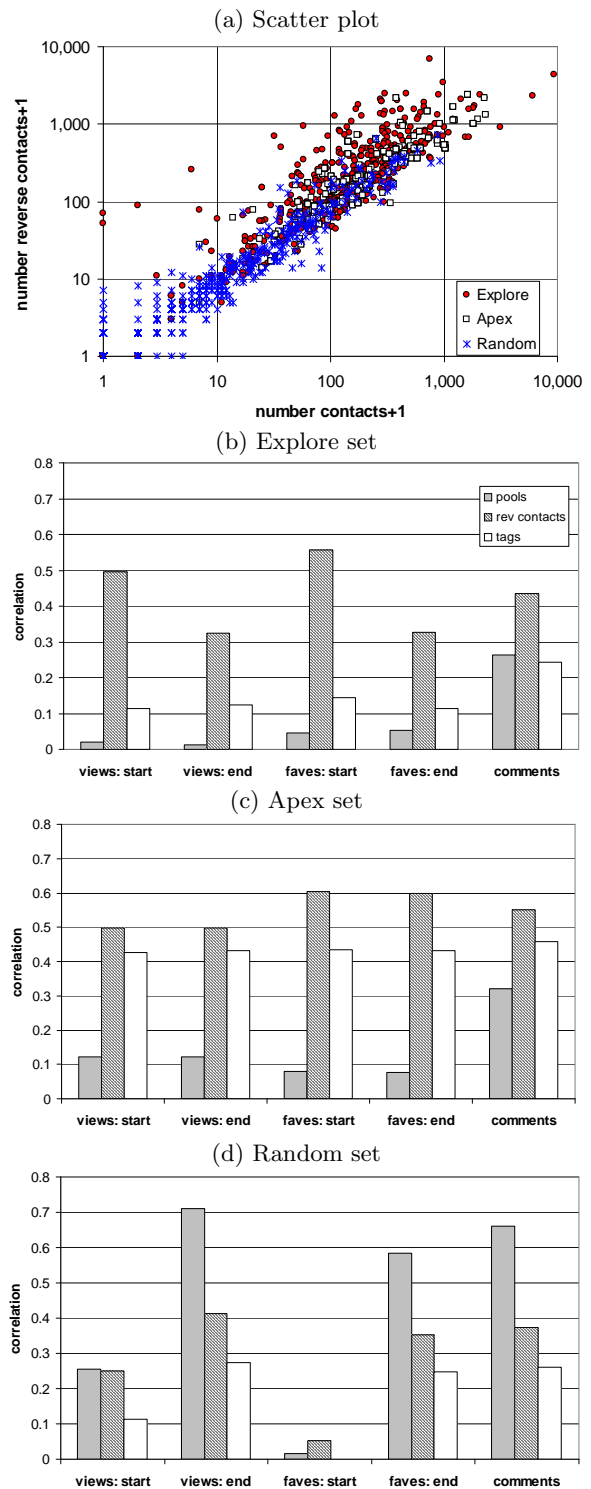 (a) Scatter plot
10,000
1,000
100
10
1
number reverse contacts+1
Explore
Apex
Random
1 10 100 1,000 10,000
number contacts+1
(b) Explore set
0.8
0.7
0.6
0.5
0.4
0.3
0.2
0.1
0
correlation
pools
rev contacts
tags
views: start views: end faves: start faves: end comments
(c) Apex set
0.8
0.7
0.6
0.5
0.4
0.3
0.2
0.1
0
correlation
views: start views: end faves: start faves: end comments
(d) Random set
0.8
0.7
0.6
0.5
0.4
0.3
0.2
0.1
0
correlation
views: start views: end faves: start faves: end comments